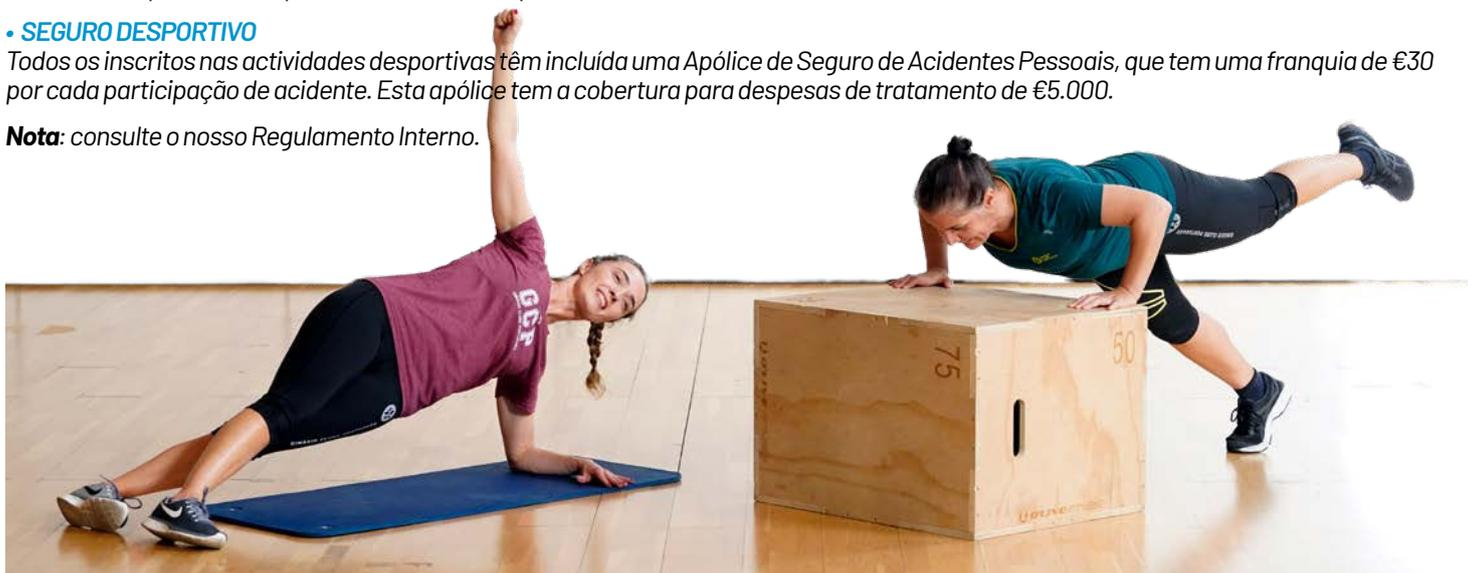 • SEGURO DESPORTIVO
Todos os inscritos nas actividades desportivas têm incluída uma Apólice de Seguro de Acidentes Pessoais, que tem uma franquia de €30
por cada participação de acidente. Esta apólice tem a cobertura para despesas de tratamento de €5.000.
Nota: consulte o nosso Regulamento Interno.
GCP
75
50